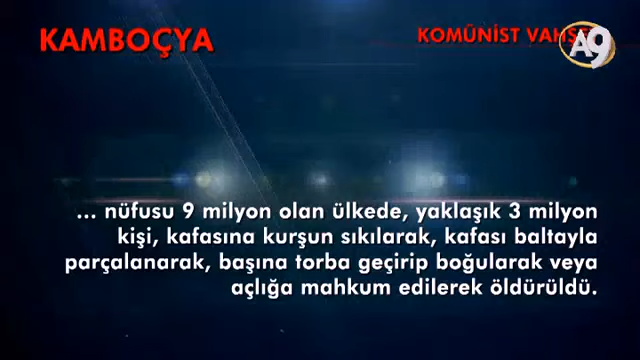 KAMBOÇYA
KOMÜNİST
A9
... nüfusu 9 milyon olan ülkede, yaklaşık 3 milyon
kişi, kafasına kurşun sıkılarak, kafası baltayla
parçalanarak, başına torba geçirip boğularak veya
açlığa mahkum edilerek öldürüldü.